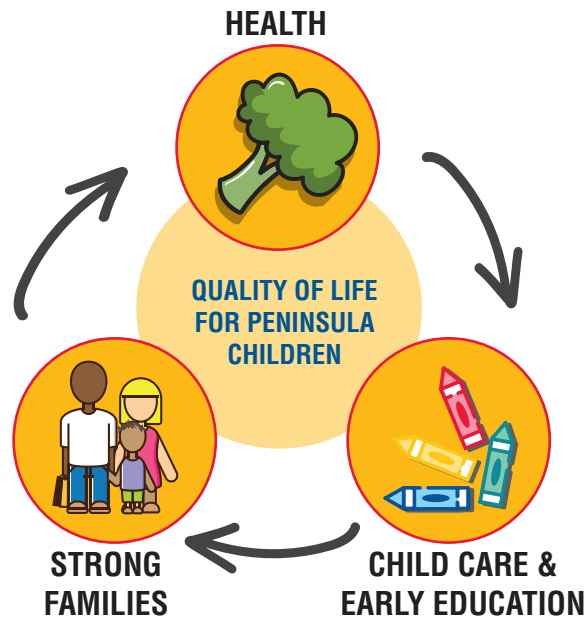 HEALTH
QUALITY OF LIFE
FOR PENINSULA
CHILDREN
STRONG
FAMILIES
CHILD CARE &
EARLY EDUCATION